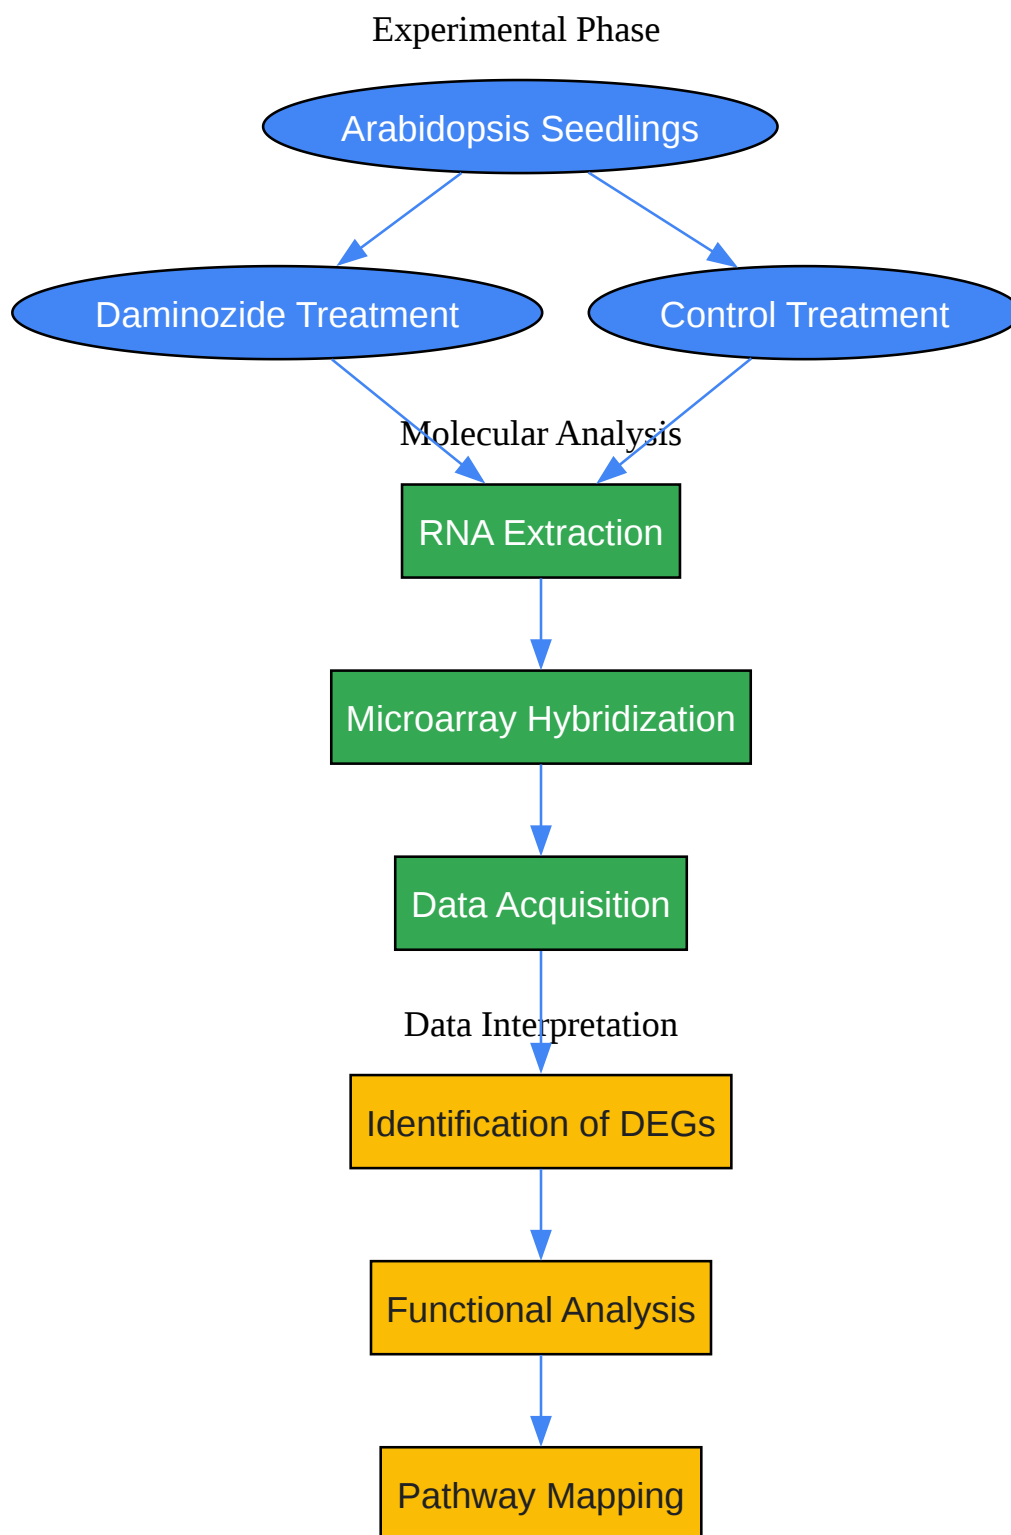 Experimental Phase
Arabidopsis Seedlings
Daminozide Treatment
Control Treatment
Molecular Analysis
RNA Extraction
Microarray Hybridization
Data Acquisition
Data Interpretation
Identification of DEGs
Functional Analysis
Pathway Mapping